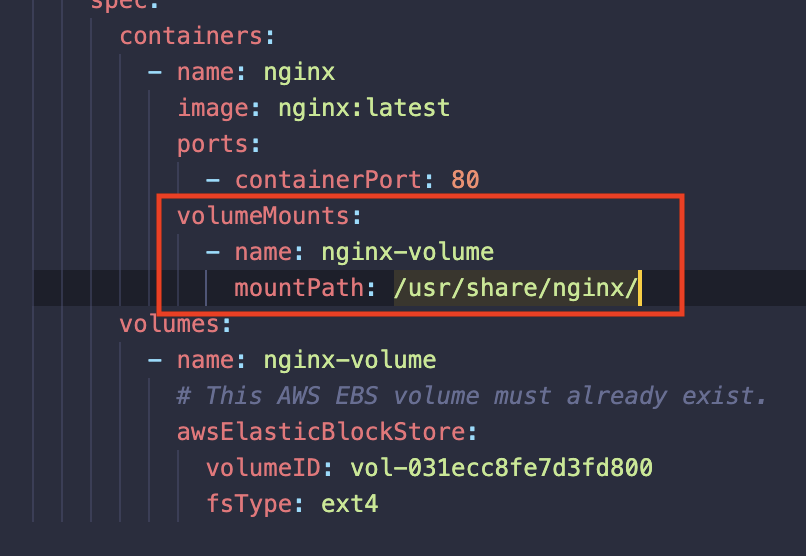 spec:
containers:
- name: nginx
image: nginx:latest
ports:
- containerPort: 80
volumeMounts:
- name: nginx-volume
mountPath: /usr/share/nginx/
volumes:
- name: nginx-volume
# This AWS EBS volume must already exist.
awsElasticBlockStore:
volumeID: vol-031ecc8fe7d3fd800
fsType: ext4